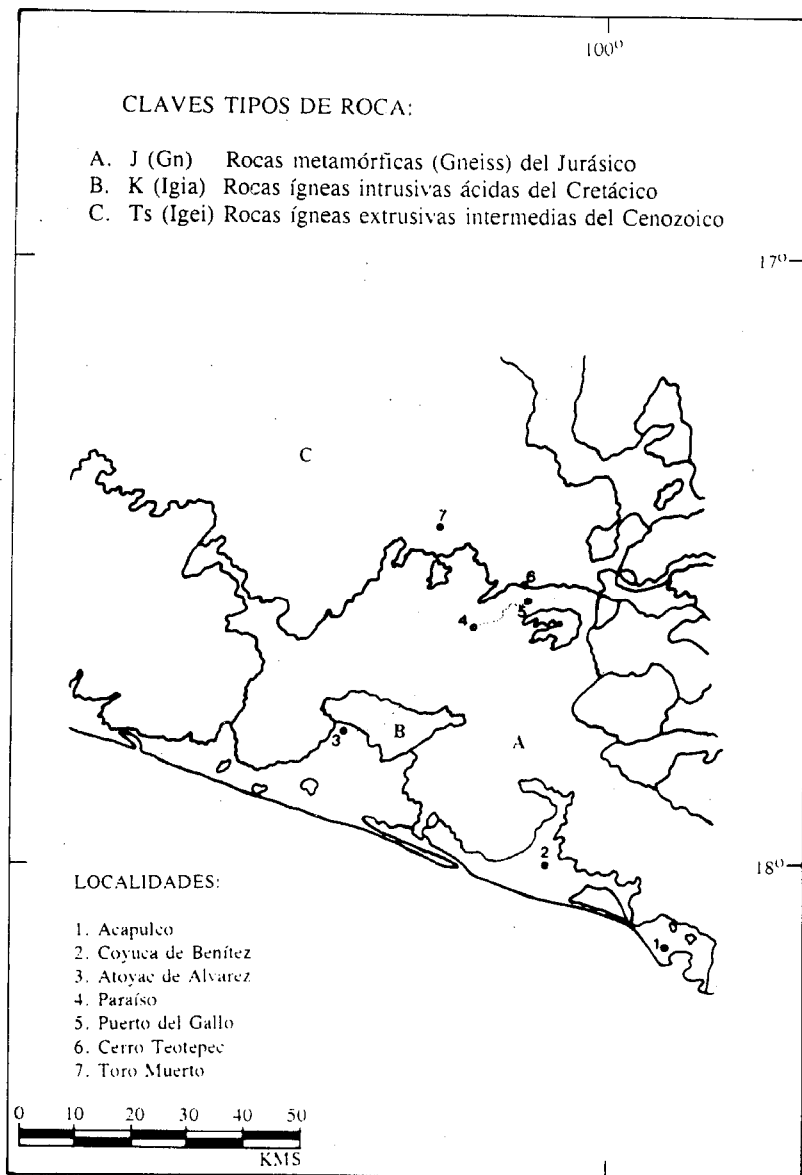 100º
CLAVES TIPOS DE ROCA:
A. J (Gn) Rocas metamórficas (Gneiss) del Jurásico
B. K (Igia) Rocas ígneas intrusivas ácidas del Cretácico
C. Ts (Igei) Rocas ígneas extrusivas intermedias del Cenozoico
17º
C
7
6
5
4
B
3
A
2
18º
1
LOCALIDADES:
1. Acapulco
2. Coyuca de Benítez
3. Atoyac de Alvarez
4. Paraíso
5. Puerto del Gallo
6. Cerro Teotepec
7. Toro Muerto
0 10 20 30 40 50
KMS